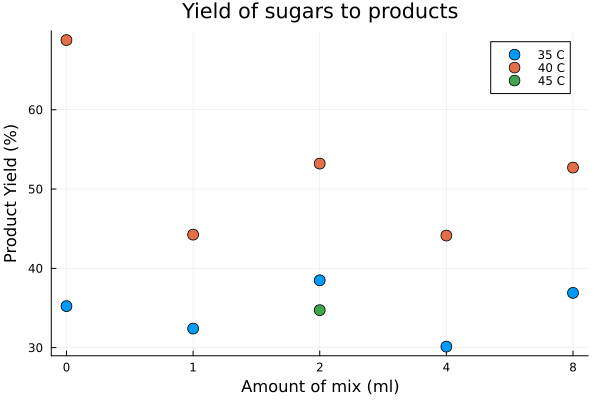 Yield of sugars to products
35 C
40 C
45 C
Product Yield (%)
60
50
40
30
0 1 2 4 8
Amount of mix (ml)